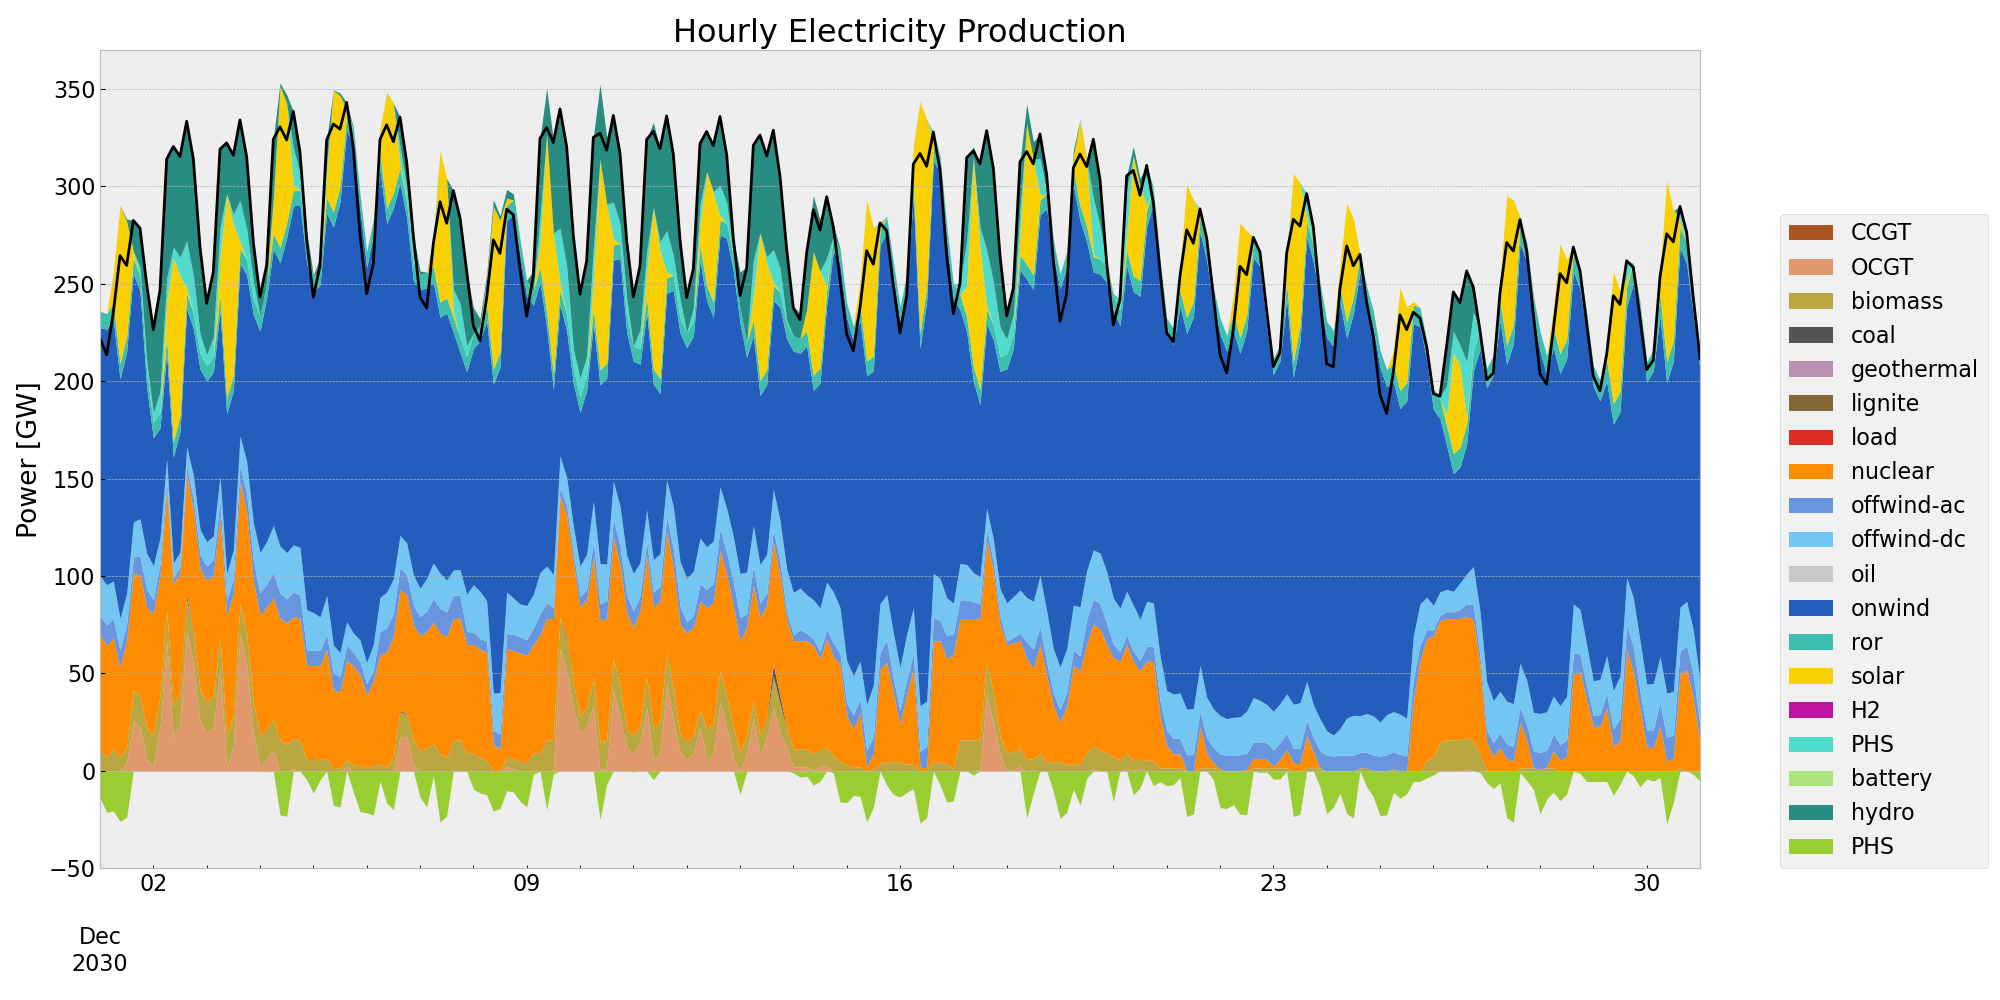 Hourly Electricity Production
Power [GW]
350
300
250
200
150
100
50
0
−50
02
09
16
23
30
Dec
2030
CCGT
OCGT
biomass
coal
geothermal
lignite
load
nuclear
offwind-ac
offwind-dc
oil
onwind
ror
solar
H2
PHS
battery
hydro
PHS